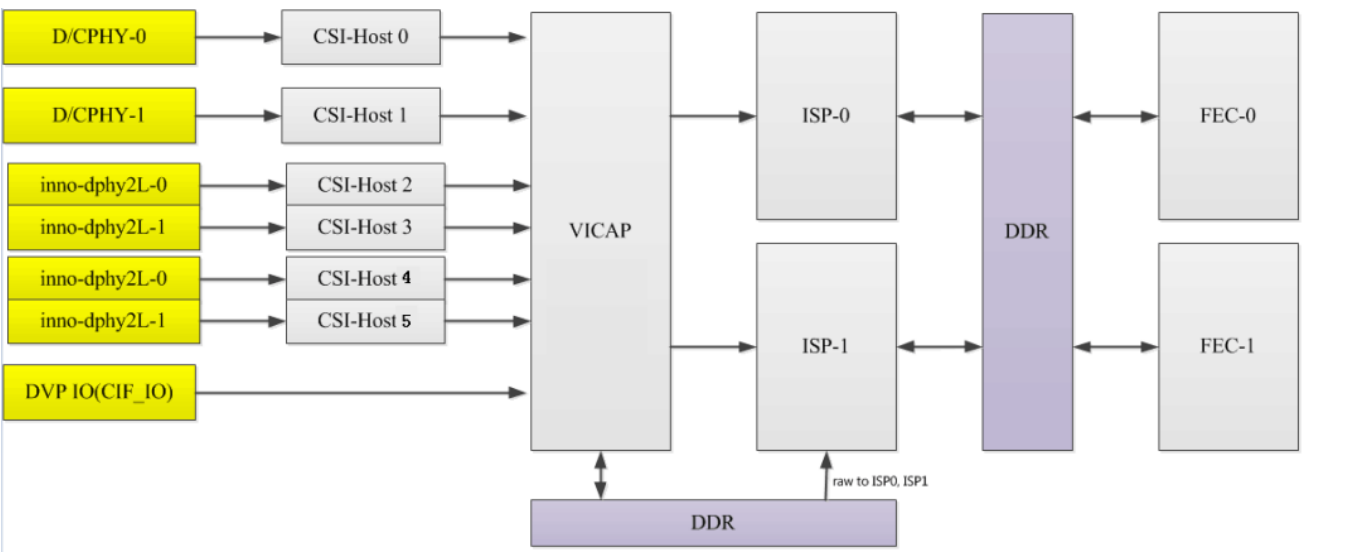 D/CPHY-0
CSI-Host 0
D/CPHY-1
CSI-Host 1
inno-dphy2L-0
CSI-Host 2
inno-dphy2L-1
CSI-Host 3
inno-dphy2L-0
CSI-Host 4
inno-dphy2L-1
CSI-Host 5
DVP IO(CIF_IO)
VICAP
ISP-0
ISP-1
DDR
FEC-0
FEC-1
raw to ISP0, ISP1
DDR